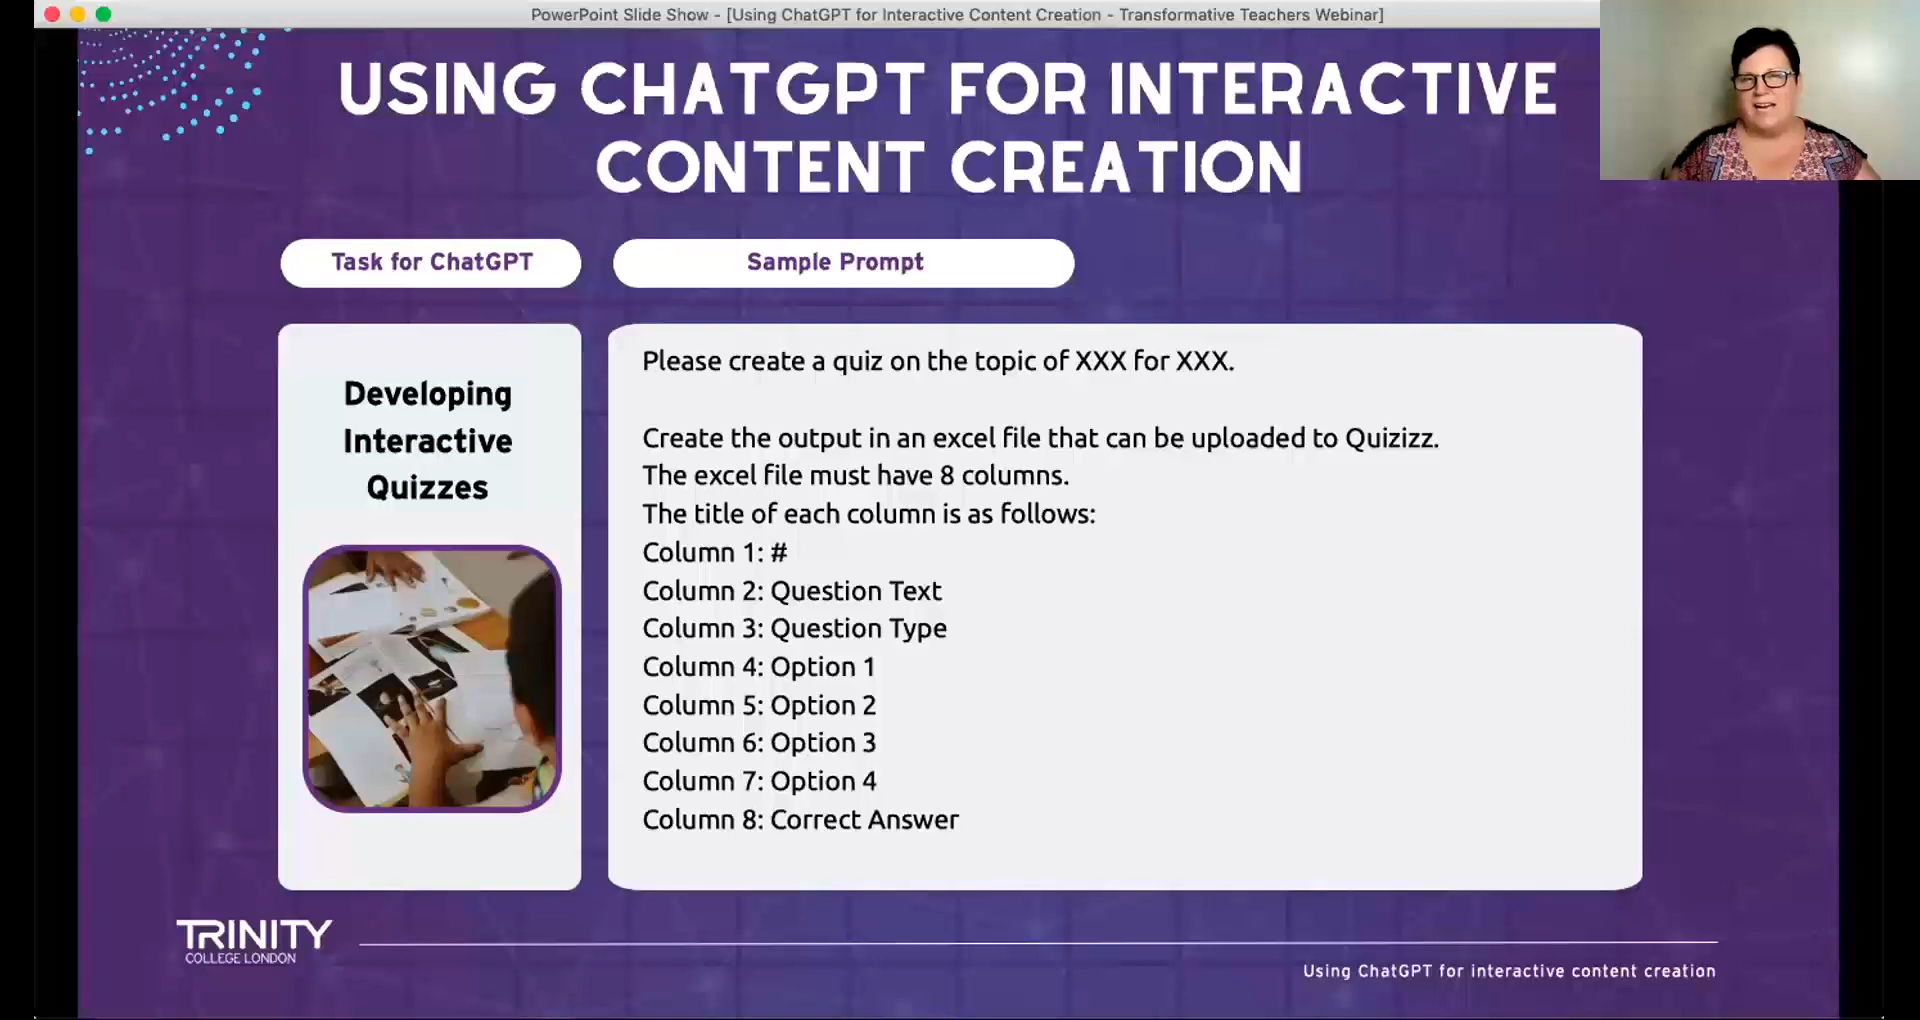 PowerPoint Slide Show - [Using ChatGPT for Interactive Content Creation - Transformative Teachers Webinar]
USING CHATGPT FOR INTERACTIVE
CONTENT CREATION
Task for ChatGPT
Sample Prompt
Developing
Interactive
Quizzes
Please create a quiz on the topic of XXX for XXX.
Create the output in an excel file that can be uploaded to Quizizz.
The excel file must have 8 columns.
The title of each column is as follows:
Column 1: #
Column 2: Question Text
Column 3: Question Type
Column 4: Option 1
Column 5: Option 2
Column 6: Option 3
Column 7: Option 4
Column 8: Correct Answer
TRINITY
COLLEGE LONDON
Using ChatGPT for interactive content creation